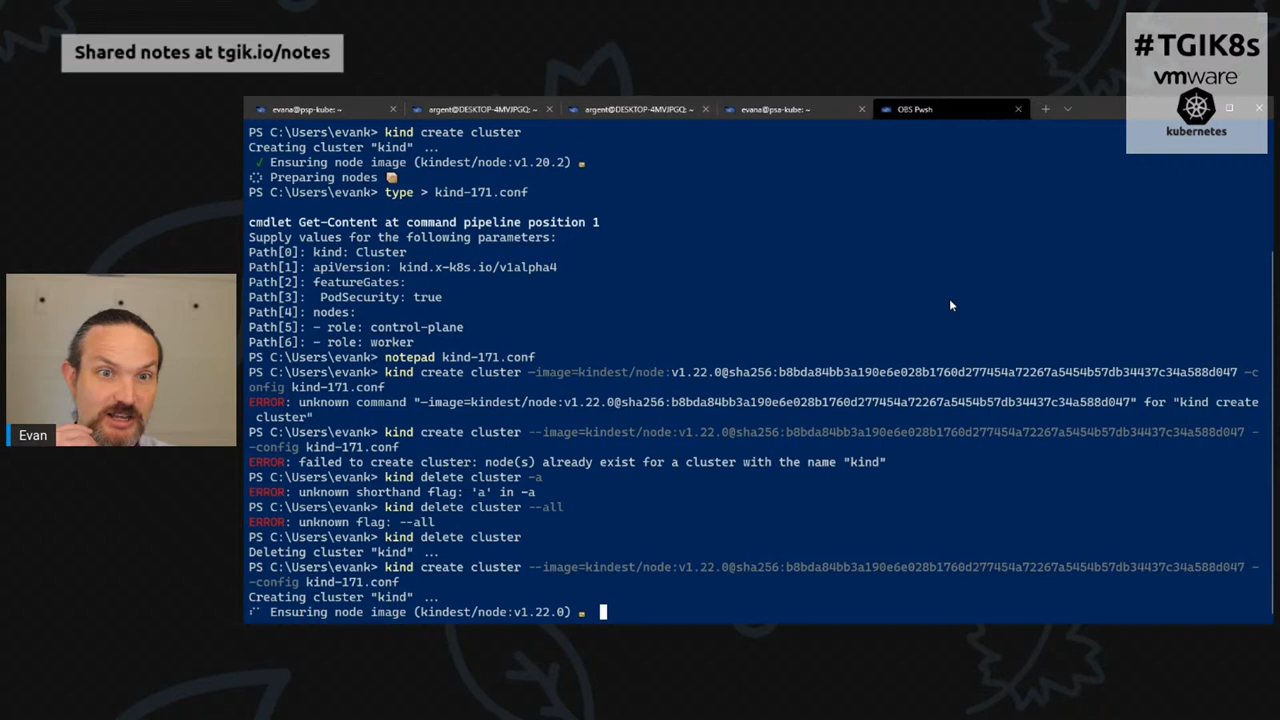 Shared notes at tgik.io/notes
#TGIK8s
vmware
kubernetes
evana@psp-kube: ~
argent@DESKTOP-4MVJPGQ: ~
argent@DESKTOP-4MVJPGQ: ~
evana@psa-kube: ~
OBS Pwsh
PS C:\Users\evank> kind create cluster
Creating cluster "kind" ...
✓ Ensuring node image (kindest/node:v1.20.2)
Preparing nodes 📦
PS C:\Users\evank> type > kind-171.conf
cmdlet Get-Content at command pipeline position 1
Supply values for the following parameters:
Path[0]: kind: Cluster
Path[1]: apiVersion: kind.x-k8s.io/v1alpha4
Path[2]: featureGates:
Path[3]:  PodSecurity: true
Path[4]: nodes:
Path[5]: - role: control-plane
Path[6]: - role: worker
PS C:\Users\evank> notepad kind-171.conf
PS C:\Users\evank> kind create cluster -image=kindest/node:v1.22.0@sha256:b8bda84bb3a190e6e028b1760d277454a72267a5454b57db34437c34a588d047 -c
onfig kind-171.conf
ERROR: unknown command "-image=kindest/node:v1.22.0@sha256:b8bda84bb3a190e6e028b1760d277454a72267a5454b57db34437c34a588d047" for "kind create
cluster"
PS C:\Users\evank> kind create cluster --image=kindest/node:v1.22.0@sha256:b8bda84bb3a190e6e028b1760d277454a72267a5454b57db34437c34a588d047 -
-config kind-171.conf
ERROR: failed to create cluster: node(s) already exist for a cluster with the name "kind"
PS C:\Users\evank> kind delete cluster -a
ERROR: unknown shorthand flag: 'a' in -a
PS C:\Users\evank> kind delete cluster --all
ERROR: unknown flag: --all
PS C:\Users\evank> kind delete cluster
Deleting cluster "kind" ...
PS C:\Users\evank> kind create cluster --image=kindest/node:v1.22.0@sha256:b8bda84bb3a190e6e028b1760d277454a72267a5454b57db34437c34a588d047 -
-config kind-171.conf
Creating cluster "kind" ...
Ensuring node image (kindest/node:v1.22.0)
Evan